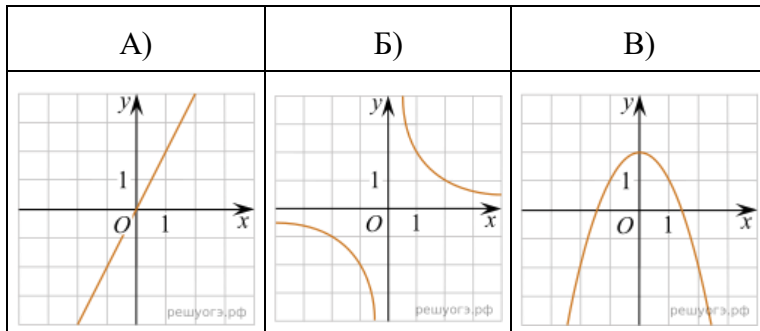 А) Б) В)
y y y
1 1 1
O 1 x O 1 x O 1 x
решуогэ.рф решуогэ.рф решуогэ.рф